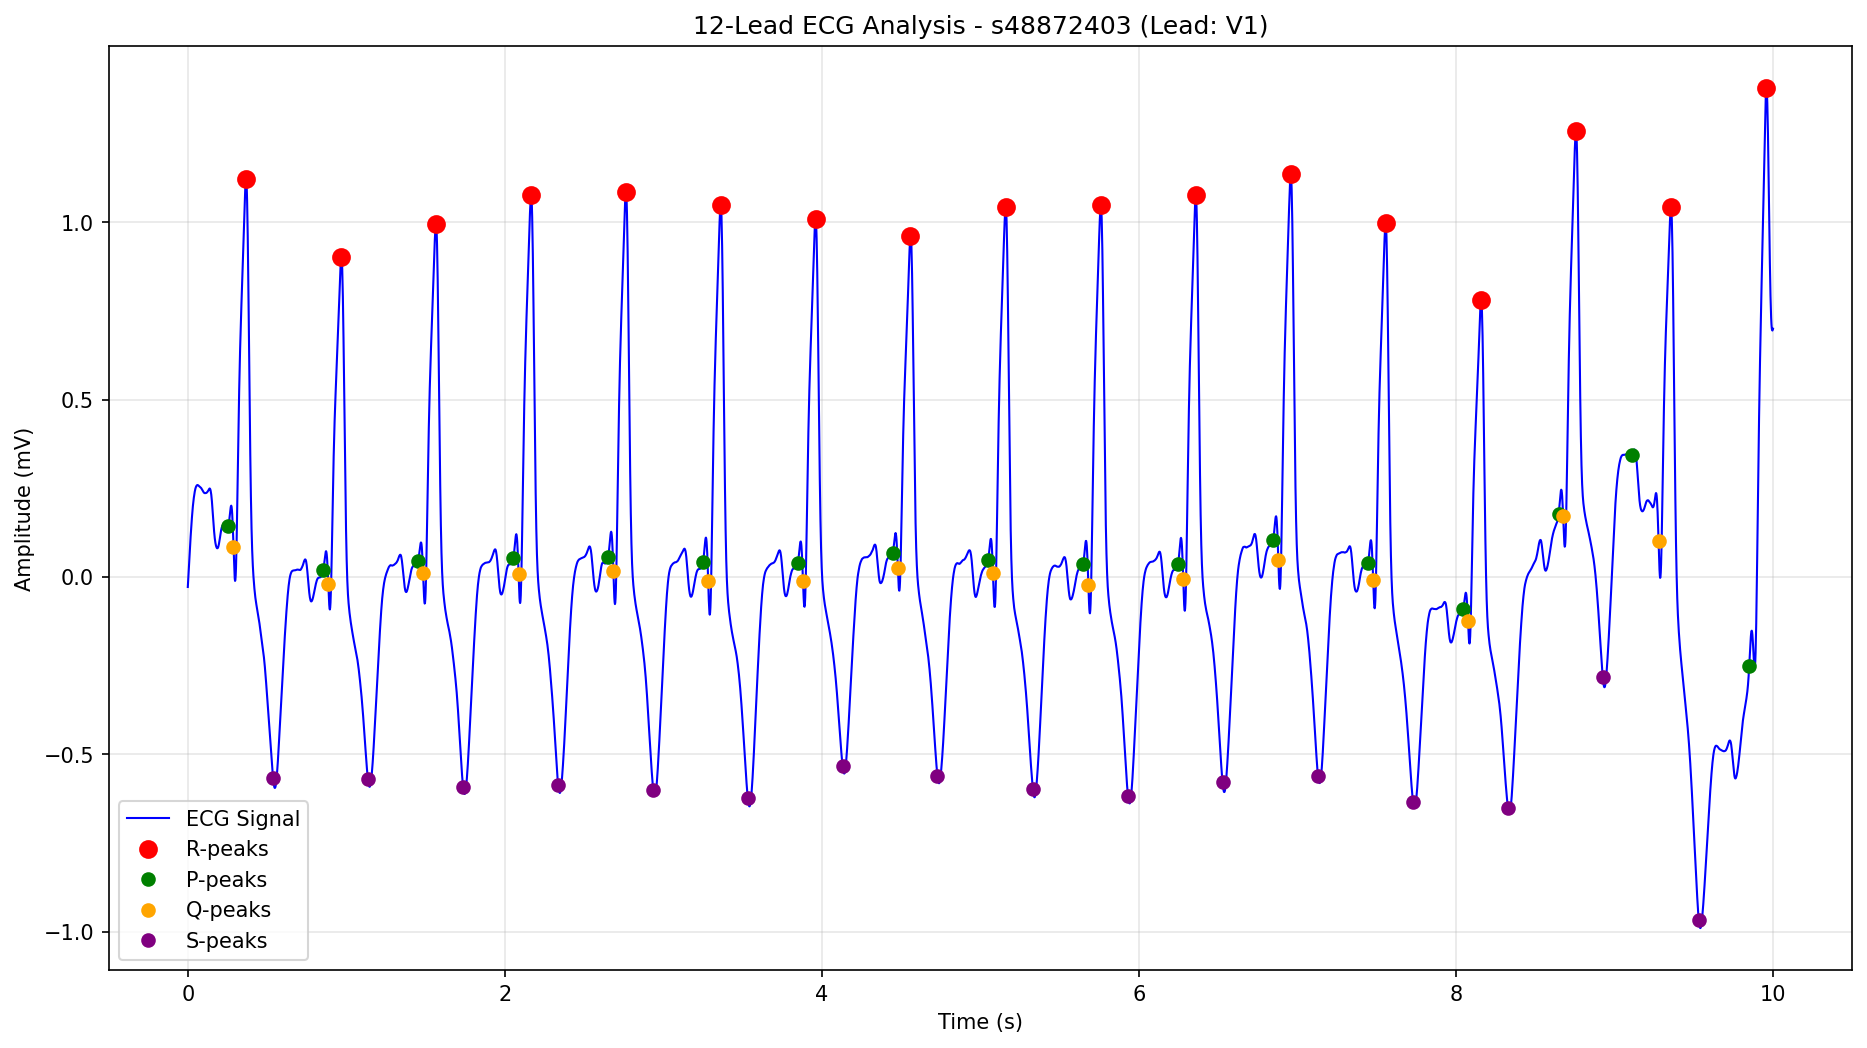 12-Lead ECG Analysis - s48872403 (Lead: V1)
Amplitude (mV)
1.0
0.5
0.0
−0.5
−1.0
ECG Signal
R-peaks
P-peaks
Q-peaks
S-peaks
0 2 4 6 8 10
Time (s)